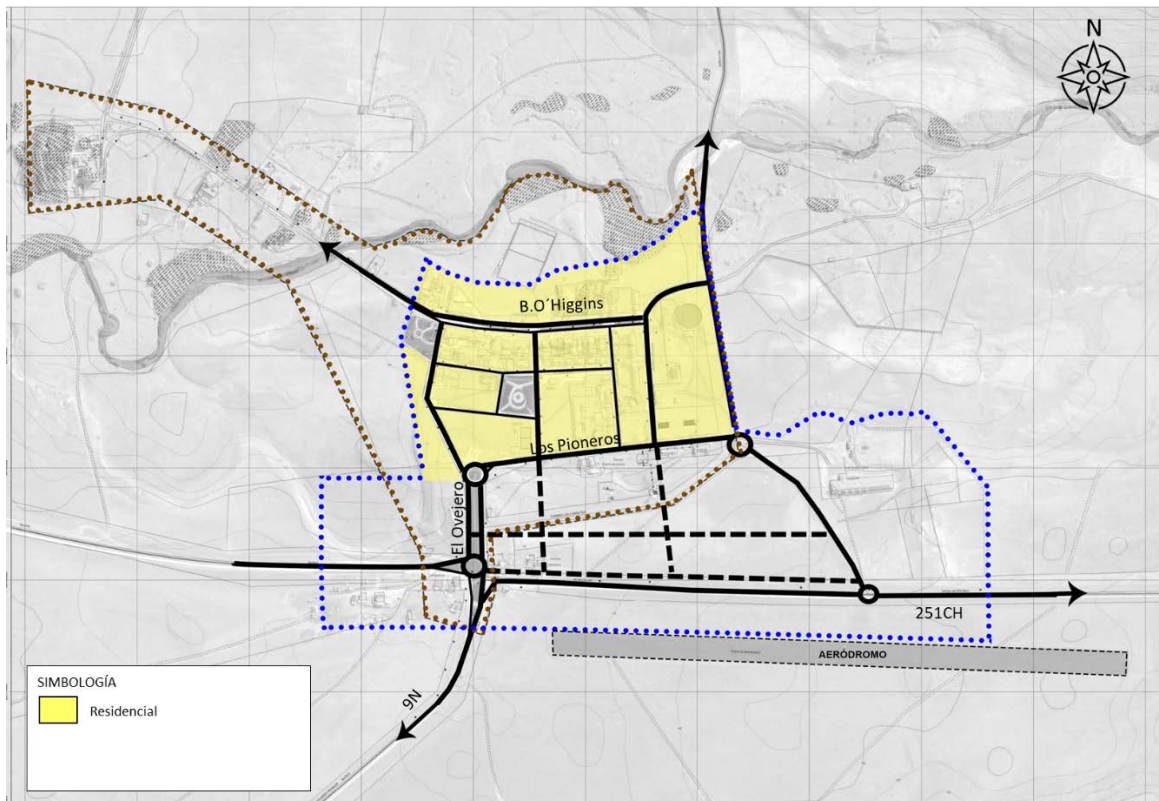 N
B.O´Higgins
Los Pioneros
El Ovejero
251CH
AERÓDROMO
9N
SIMBOLOGÍA
Residencial